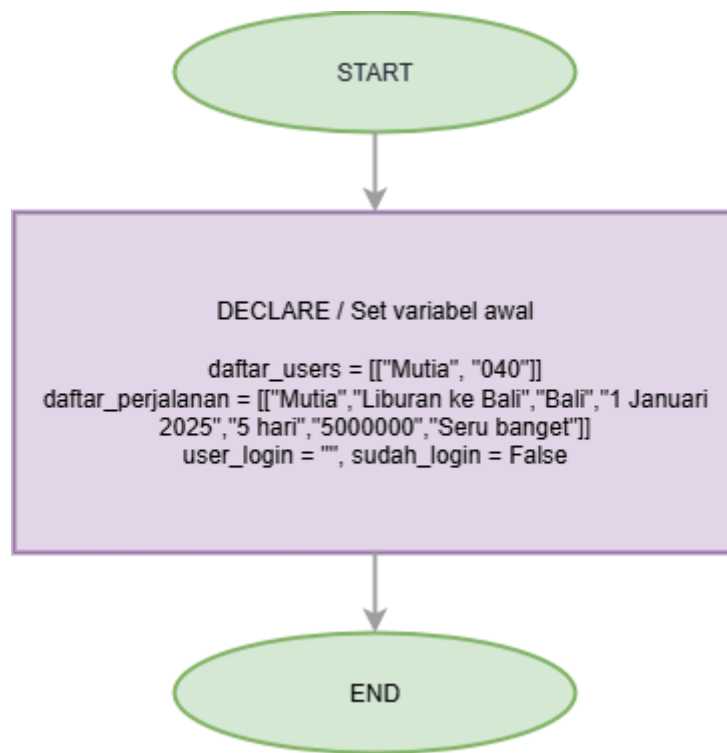 START
DECLARE / Set variabel awal
daftar_users = [["Mutia", "040"]]
daftar_perjalanan = [["Mutia","Liburan ke Bali","Bali","1 Januari
2025","5 hari","5000000","Seru banget"]]
user_login = "", sudah_login = False
END